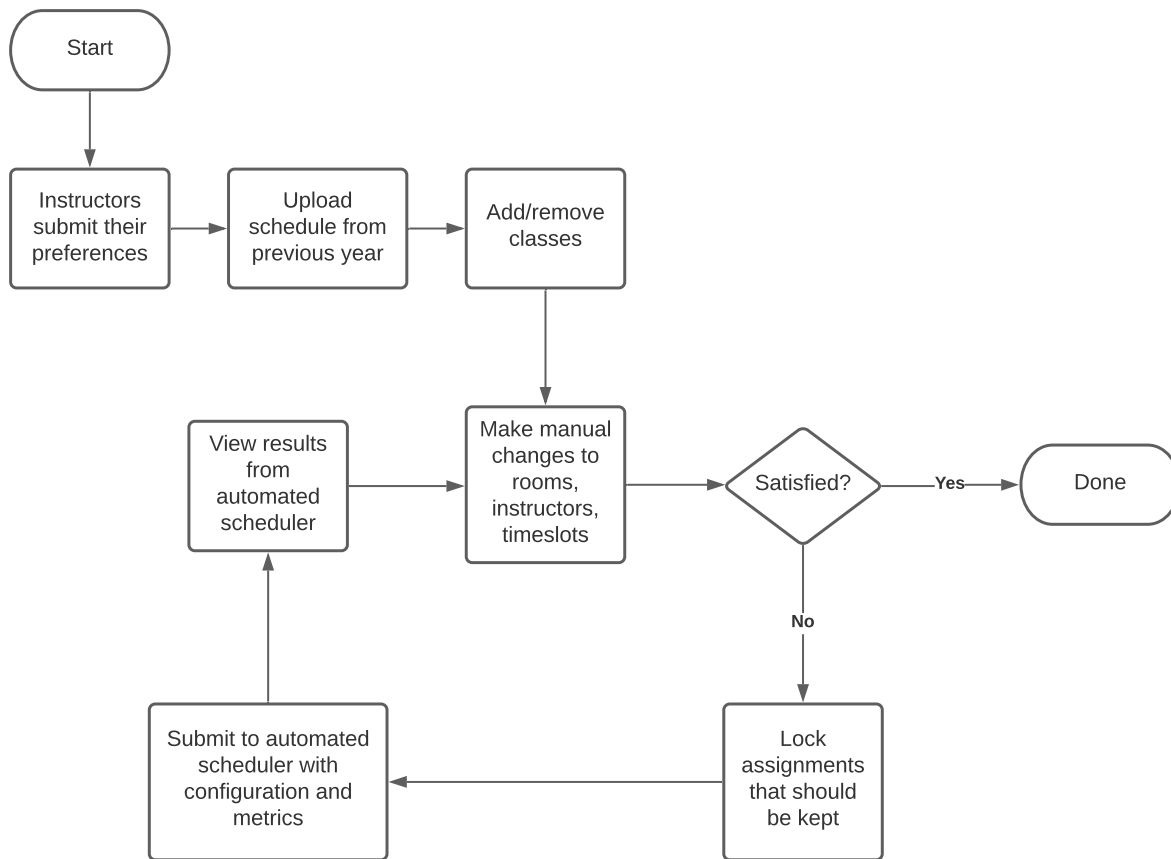 Start
Instructors
submit their
preferences
Upload
schedule from
previous year
Add/remove
classes
View results
from
automated
scheduler
Make manual
changes to
rooms,
instructors,
timeslots
Satisfied?
Yes
Done
No
Submit to automated
scheduler with
configuration and
metrics
Lock
assignments
that should
be kept